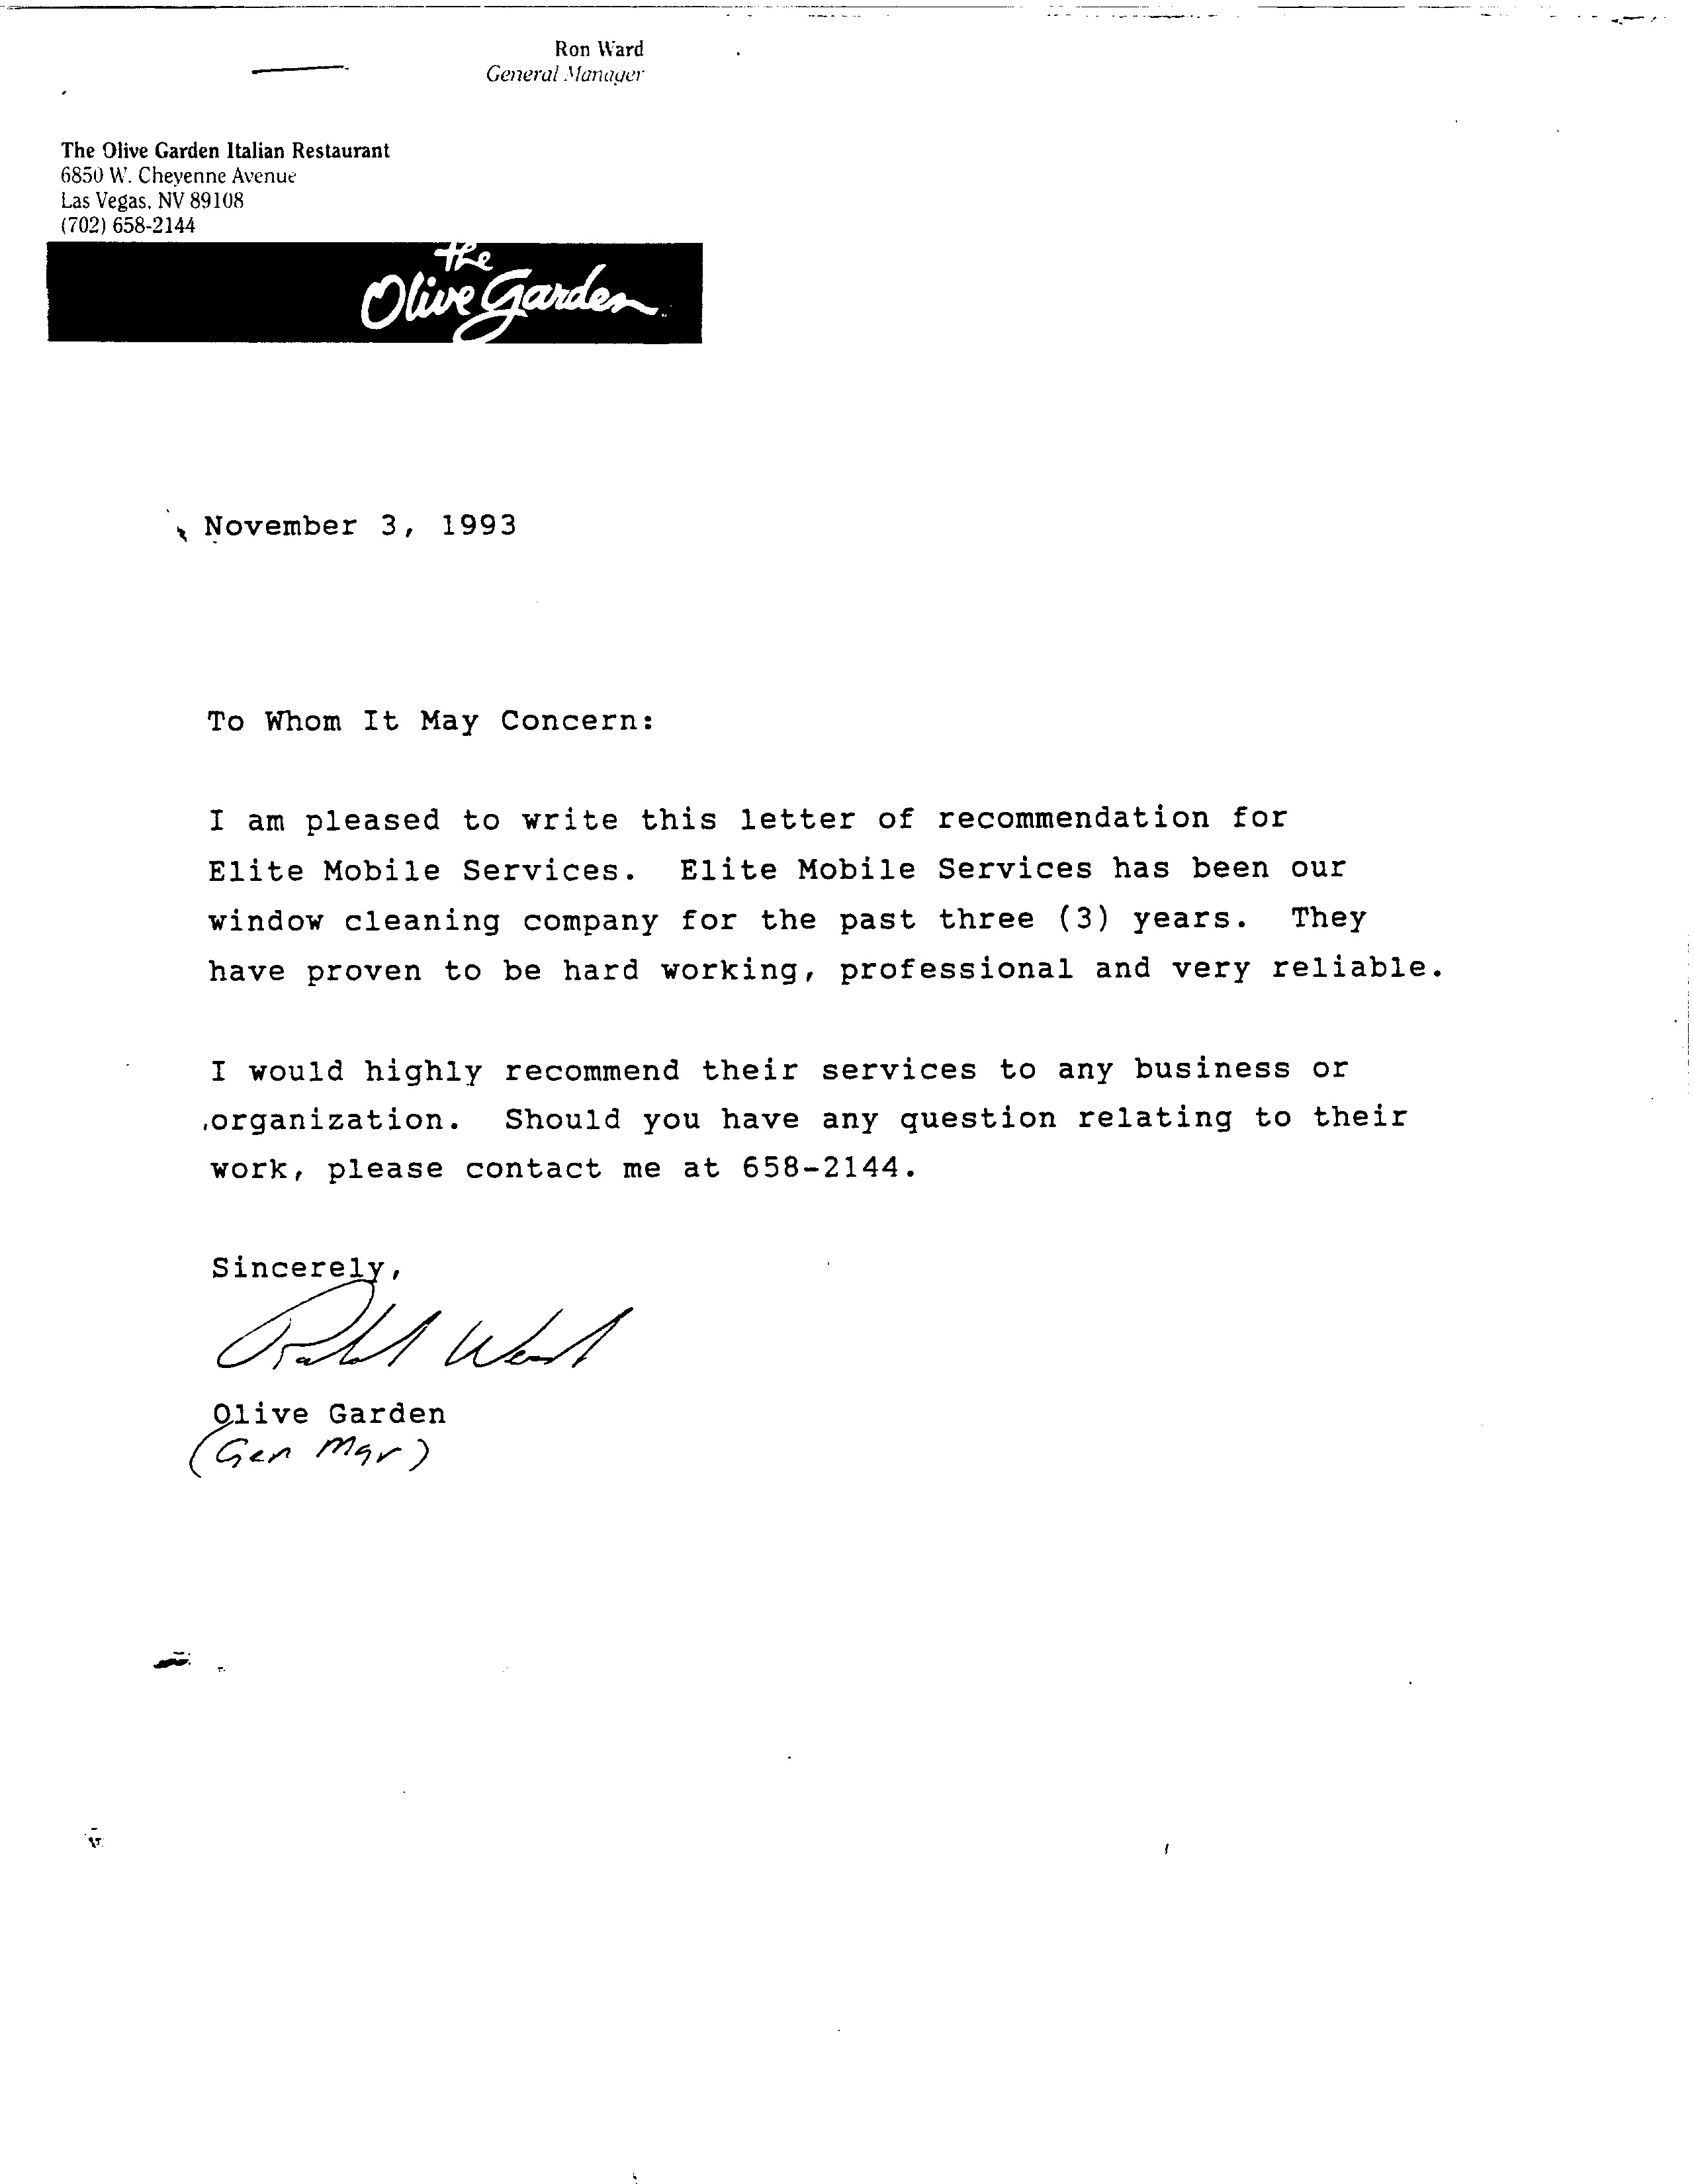 Ron Ward
General Manager
The Olive Garden Italian Restaurant
6850 W. Cheyenne Avenue
Las Vegas, NV 89108
(702) 658-2144
the
Olive Garden
November 3, 1993
To Whom It May Concern:
I am pleased to write this letter of recommendation for
Elite Mobile Services. Elite Mobile Services has been our
window cleaning company for the past three (3) years. They
have proven to be hard working, professional and very reliable.
I would highly recommend their services to any business or
organization. Should you have any question relating to their
work, please contact me at 658-2144.
Sincerely,
Ward
Olive Garden
(Gen Mgr)